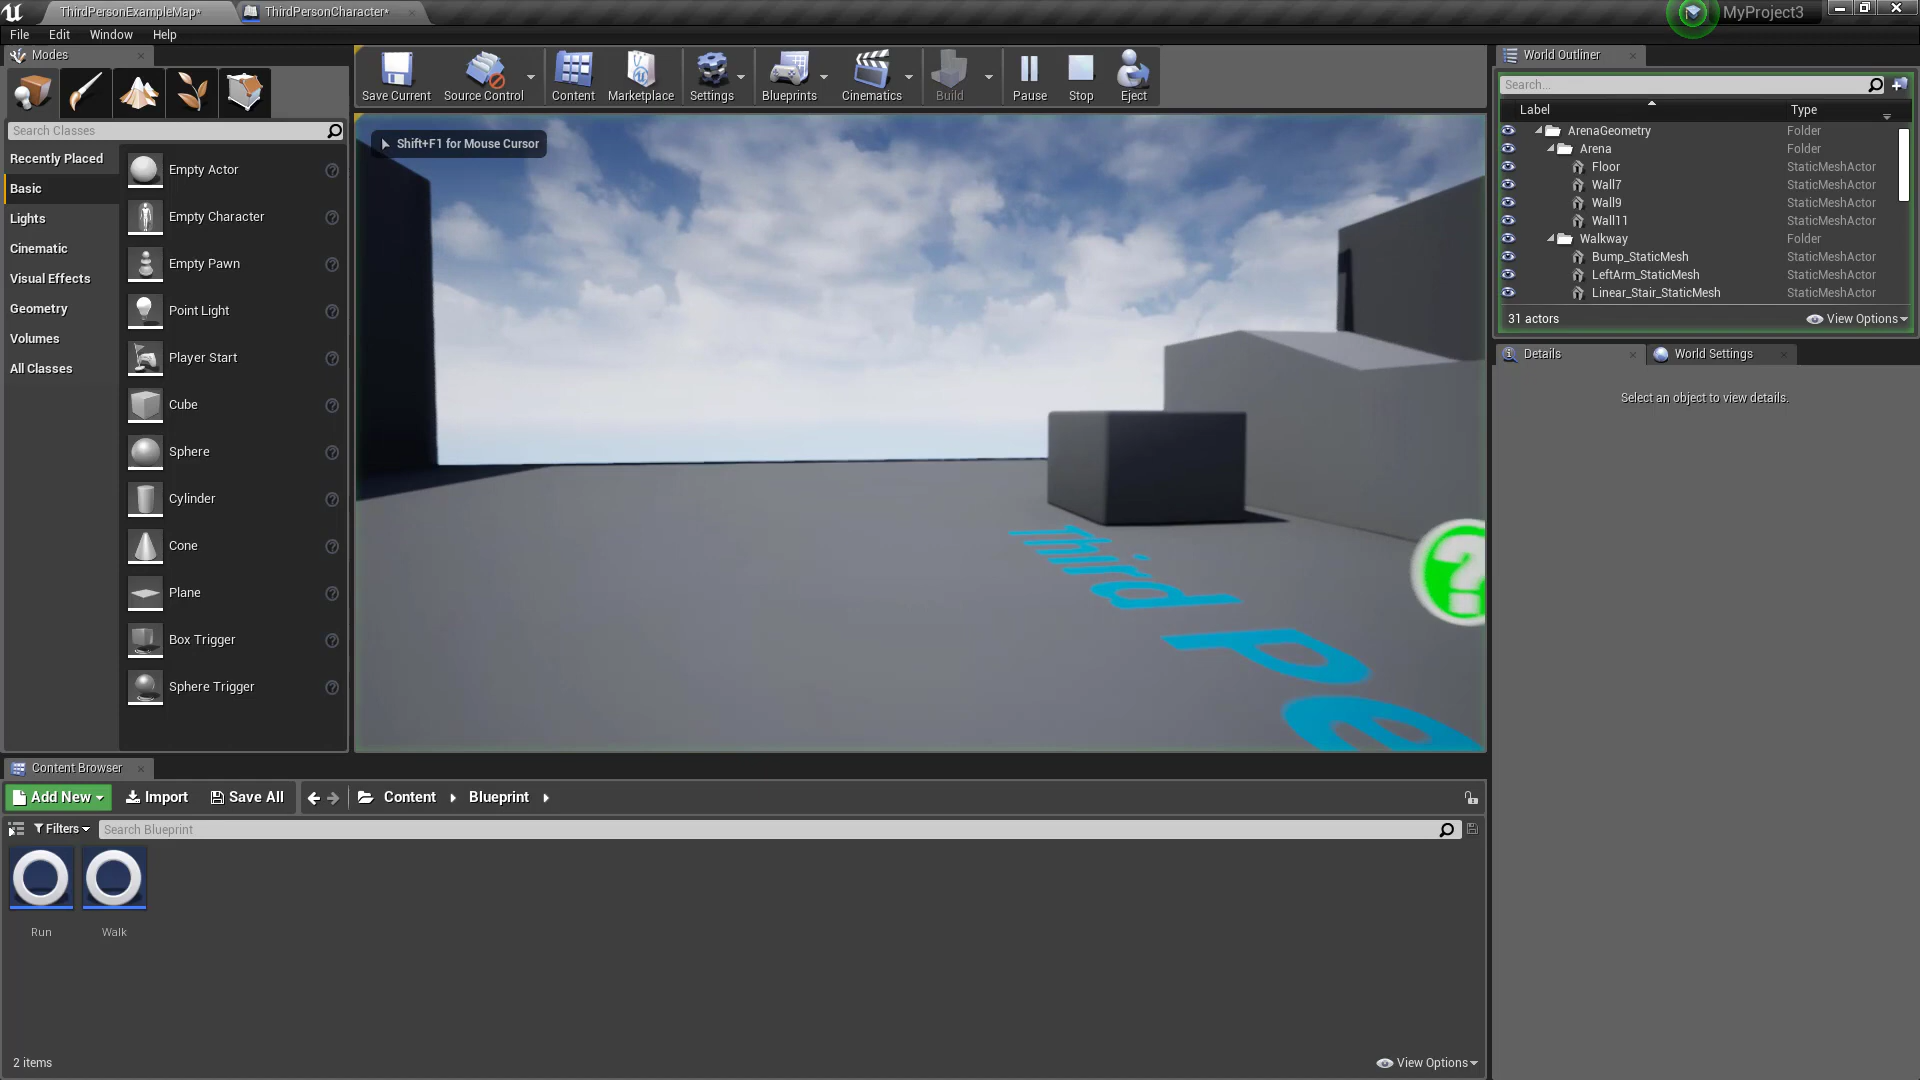 ThirdPersonExampleMap*
ThirdPersonCharacter*
MyProject3
File Edit Window Help
Modes
Save Current
Source Control
Content
Marketplace
Settings
Blueprints
Cinematics
Build
Pause
Stop
Eject
Search Classes
Recently Placed
Basic
Lights
Cinematic
Visual Effects
Geometry
Volumes
All Classes
Empty Actor
Empty Character
Empty Pawn
Point Light
Player Start
Cube
Sphere
Cylinder
Cone
Plane
Box Trigger
Sphere Trigger
Shift+F1 for Mouse Cursor
Third Pe
?
World Outliner
Search...
Label Type
ArenaGeometry Folder
Arena Folder
Floor StaticMeshActor
Wall7 StaticMeshActor
Wall9 StaticMeshActor
Wall11 StaticMeshActor
Walkway Folder
Bump_StaticMesh StaticMeshActor
LeftArm_StaticMesh StaticMeshActor
Linear_Stair_StaticMesh StaticMeshActor
31 actors View Options
Details
World Settings
Select an object to view details.
Content Browser
Add New Import Save All Content Blueprint
Filters Search Blueprint
Run
Walk
2 items View Options